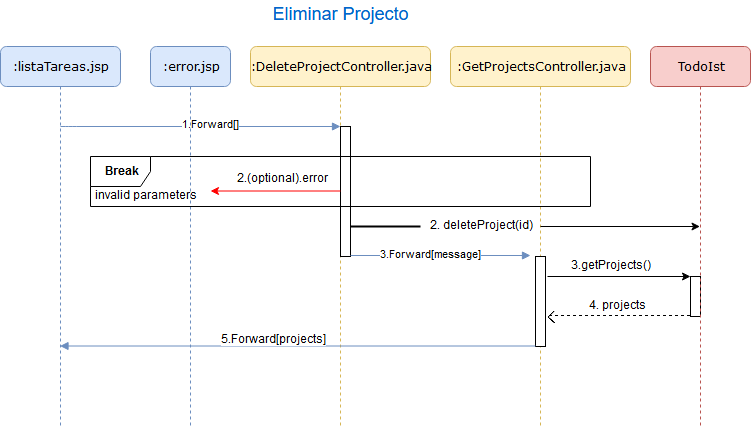 Eliminar Projecto
:listaTareas.jsp
:error.jsp
:DeleteProjectController.java
:GetProjectsController.java
TodoIst
1.Forward[]
Break
2.(optional).error
invalid parameters
2. deleteProject(id)
3.Forward[message]
3.getProjects()
4. projects
5.Forward[projects]